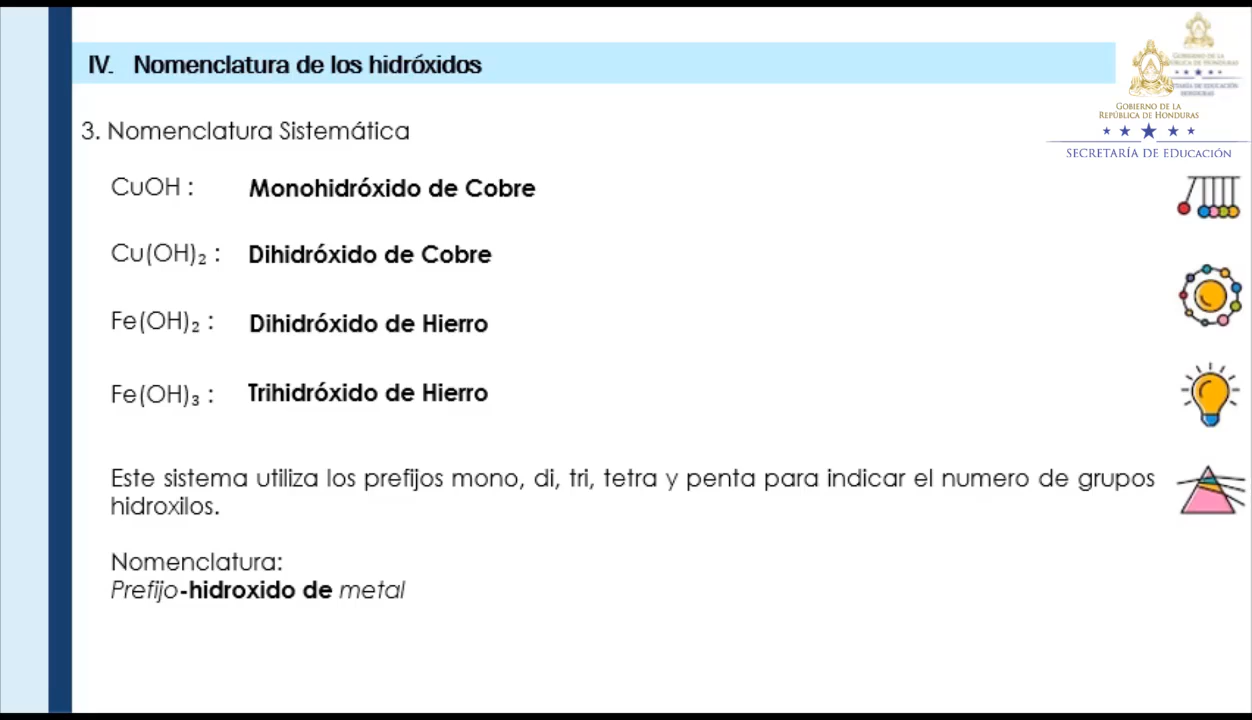 IV. Nomenclatura de los hidróxidos
GOBIERNO DE LA
REPÚBLICA DE HONDURAS
SECRETARÍA DE EDUCACIÓN
3. Nomenclatura Sistemática
CuOH : Monohidróxido de Cobre
Cu(OH)₂ : Dihidróxido de Cobre
Fe(OH)₂ : Dihidróxido de Hierro
Fe(OH)₃ : Trihidróxido de Hierro
Este sistema utiliza los prefijos mono, di, tri, tetra y penta para indicar el numero de grupos
hidroxilos.
Nomenclatura:
Prefijo-hidroxido de metal